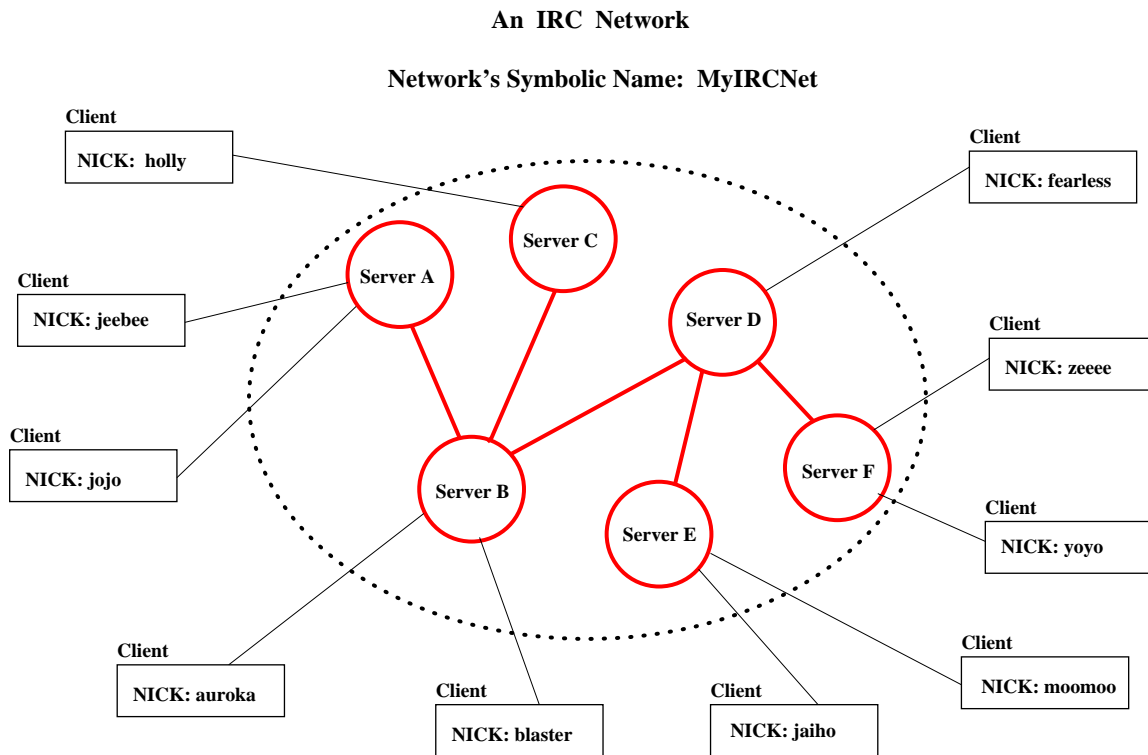 An IRC Network
Network's Symbolic Name: MyIRCNet
Client
NICK: holly
Client
NICK: fearless
Server C
Server A
Client
NICK: jeebee
Server D
Client
NICK: zeeee
Client
NICK: jojo
Server B
Server F
Server E
Client
NICK: yoyo
Client
NICK: auroka
Client
NICK: moomoo
Client
NICK: blaster
Client
NICK: jaiho